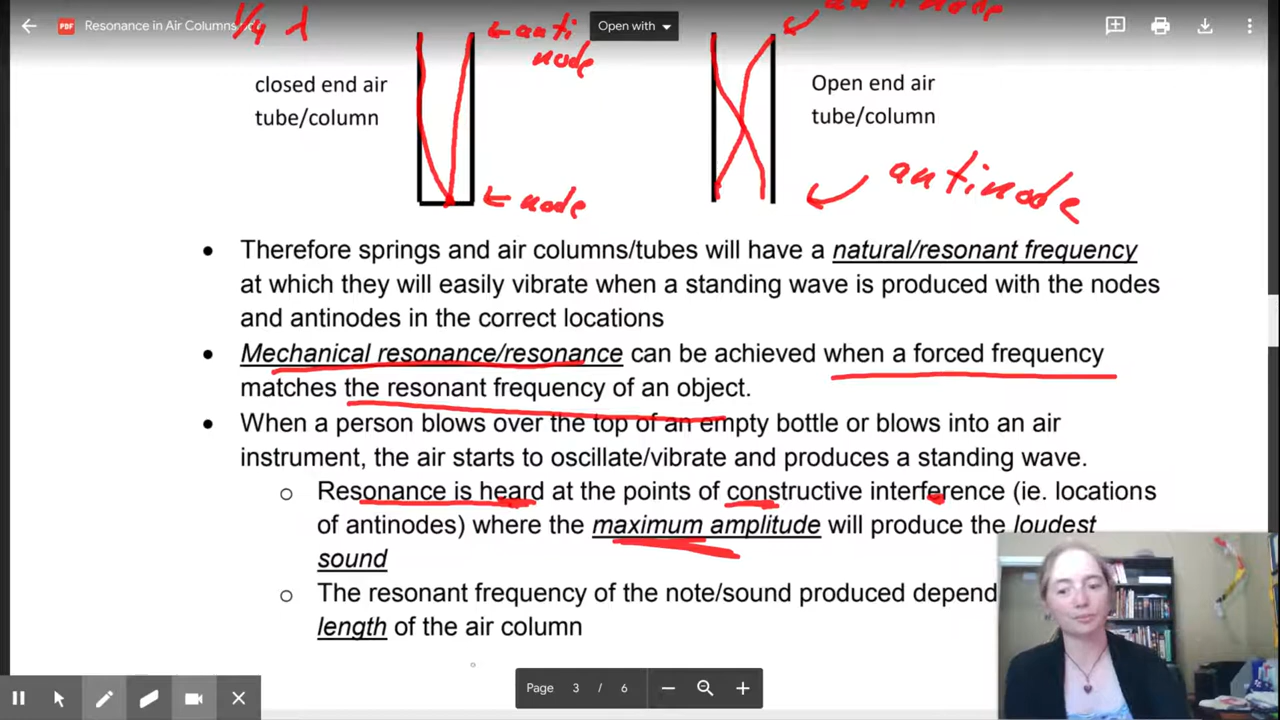 Resonance in Air Columns
1/4 λ
Open with
antinode
anti
node
closed end air
tube/column
Open end air
tube/column
antinode
node
Therefore springs and air columns/tubes will have a natural/resonant frequency
at which they will easily vibrate when a standing wave is produced with the nodes
and antinodes in the correct locations
Mechanical resonance/resonance can be achieved when a forced frequency
matches the resonant frequency of an object.
When a person blows over the top of an empty bottle or blows into an air
instrument, the air starts to oscillate/vibrate and produces a standing wave.
Resonance is heard at the points of constructive interference (ie. locations
of antinodes) where the maximum amplitude will produce the loudest
sound
The resonant frequency of the note/sound produced depend
length of the air column
Page 3 / 6